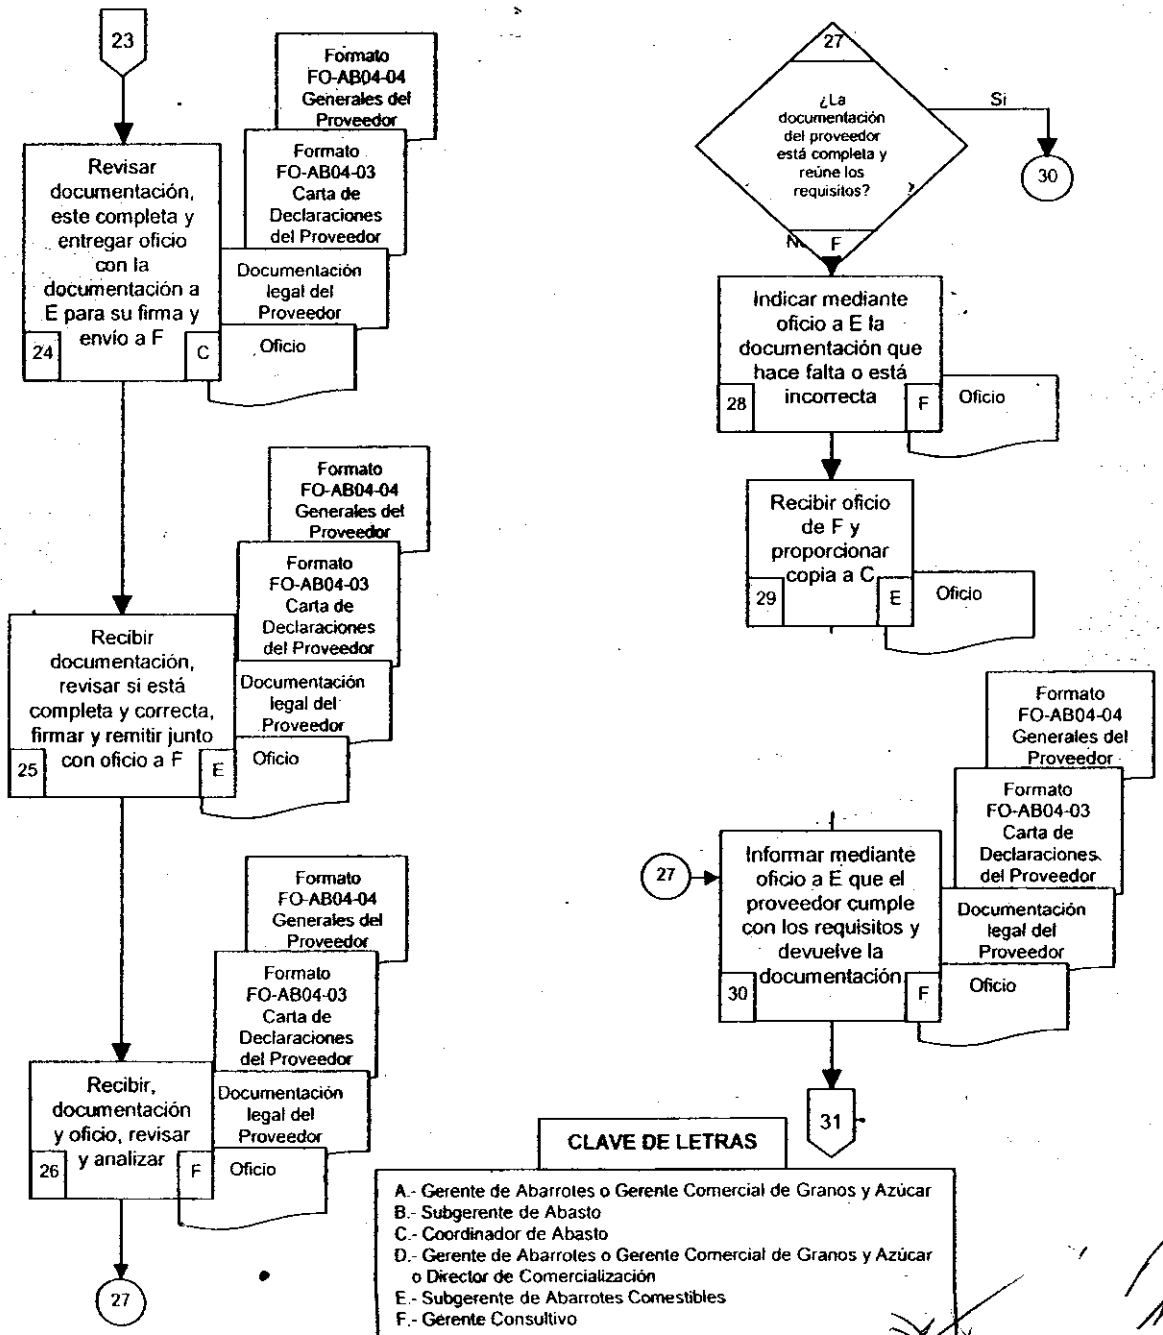 23
Formato
FO-AB04-04
Generales del
Proveedor
Formato
FO-AB04-03
Carta de
Declaraciones
del Proveedor
Documentación
legal del
Proveedor
Oficio
Revisar
documentación,
este completa y
entregar oficio
con la
documentación a
E para su firma y
envío a F
24
C
Formato
FO-AB04-04
Generales del
Proveedor
Formato
FO-AB04-03
Carta de
Declaraciones
del Proveedor
Documentación
legal del
Proveedor
Oficio
Recibir
documentación,
revisar si está
completa y correcta,
firmar y remitir junto
con oficio a F
25
E
Formato
FO-AB04-04
Generales del
Proveedor
Formato
FO-AB04-03
Carta de
Declaraciones
del Proveedor
Documentación
legal del
Proveedor
Oficio
Recibir,
documentación
y oficio, revisar
y analizar
26
F
27
27
¿La
documentación
del proveedor
está completa y
reúne los
requisitos?
Si
30
No
F
Indicar mediante
oficio a E la
documentación que
hace falta o está
incorrecta
28
F
Oficio
Recibir oficio
de F y
proporcionar
copia a C
29
E
Oficio
Formato
FO-AB04-04
Generales del
Proveedor
Formato
FO-AB04-03
Carta de
Declaraciones
del Proveedor
Documentación
legal del
Proveedor
Oficio
27
Informar mediante
oficio a E que el
proveedor cumple
con los requisitos y
devuelve la
documentación
30
F
31
CLAVE DE LETRAS
A.- Gerente de Abarrotes o Gerente Comercial de Granos y Azúcar
B.- Subgerente de Abasto
C.- Coordinador de Abasto
D.- Gerente de Abarrotes o Gerente Comercial de Granos y Azúcar
o Director de Comercialización
E.- Subgerente de Abarrotes Comestibles
F.- Gerente Consultivo